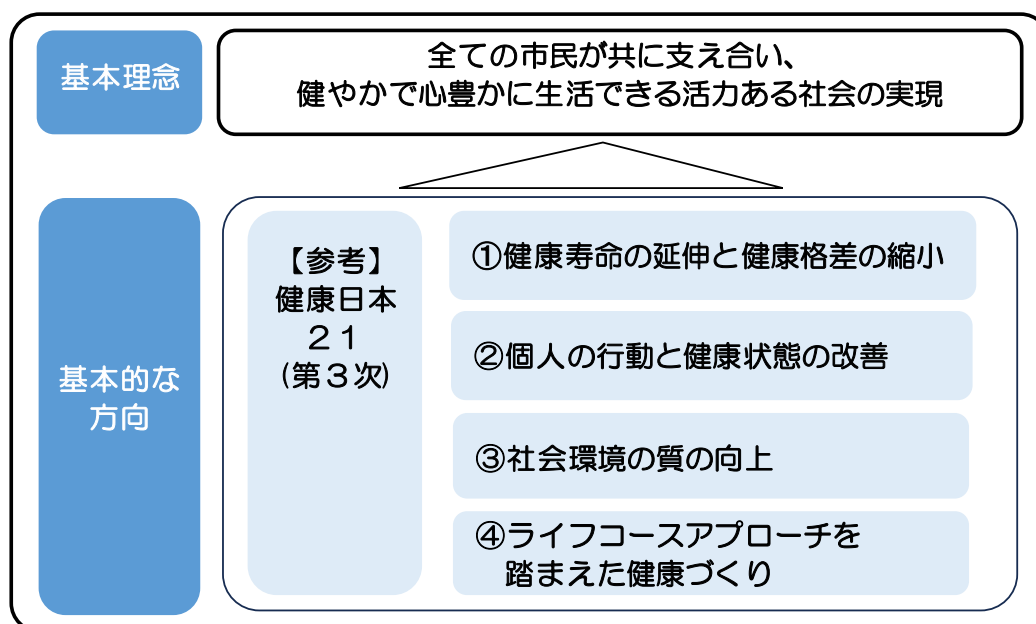 基本理念
全ての市民が共に支え合い、
健やかで心豊かに生活できる活力ある社会の実現
基本的な
方向
【参考】
健康日本
２１
(第３次)
①健康寿命の延伸と健康格差の縮小
②個人の行動と健康状態の改善
③社会環境の質の向上
④ライフコースアプローチを
踏まえた健康づくり